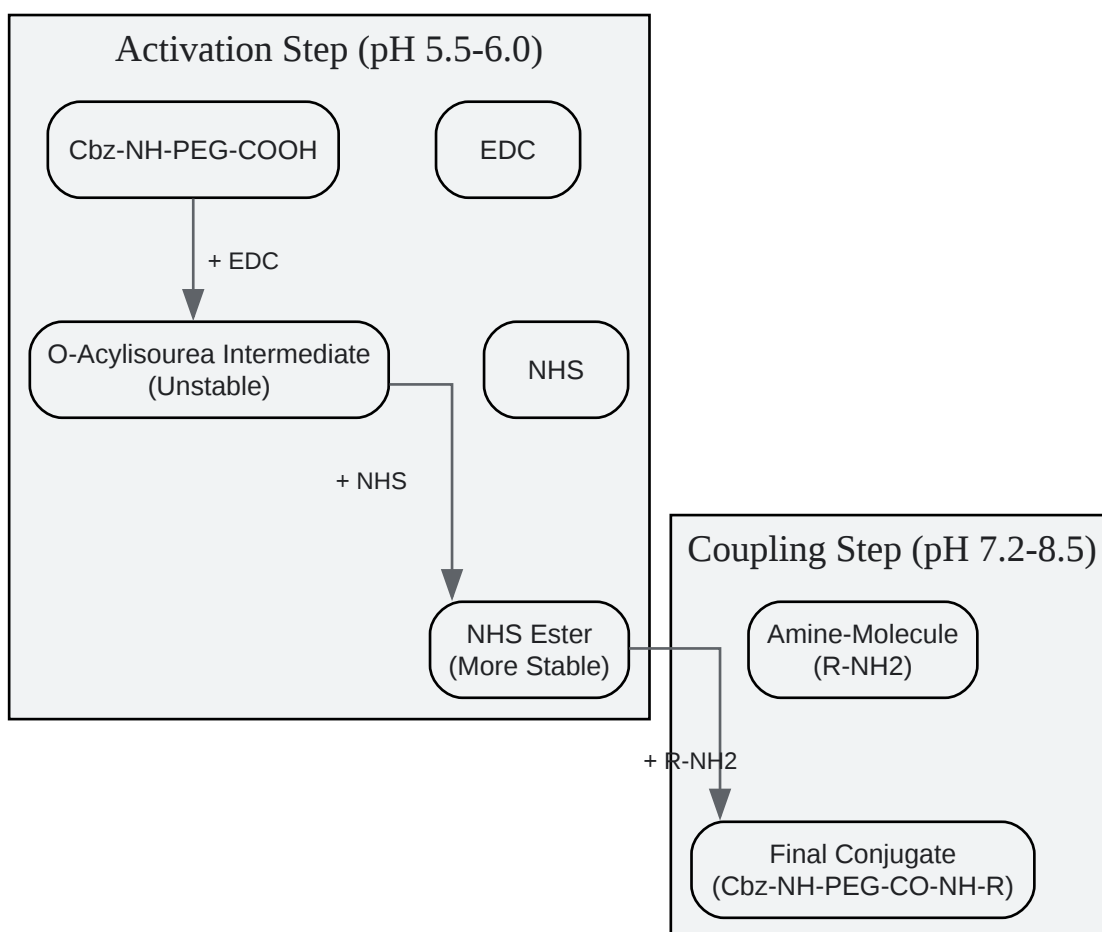 Activation Step (pH 5.5-6.0)
Cbz-NH-PEG-COOH
EDC
+ EDC
O-Acylisourea Intermediate
(Unstable)
NHS
+ NHS
NHS Ester
(More Stable)
Coupling Step (pH 7.2-8.5)
Amine-Molecule
(R-NH2)
+ R-NH2
Final Conjugate
(Cbz-NH-PEG-CO-NH-R)